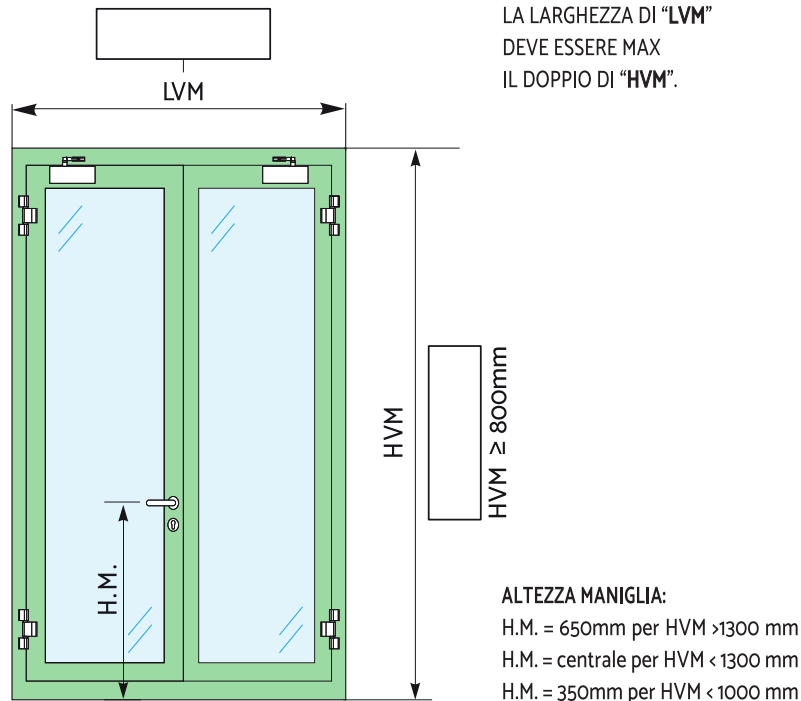 LA LARGHEZZA DI “LVM”
DEVE ESSERE MAX
IL DOPPIO DI “HVM”.
LVM
HVM
HVM ≥ 800mm
H.M.
ALTEZZA MANIGLIA:
H.M. = 650mm per HVM >1300 mm
H.M. = centrale per HVM < 1300 mm
H.M. = 350mm per HVM < 1000 mm